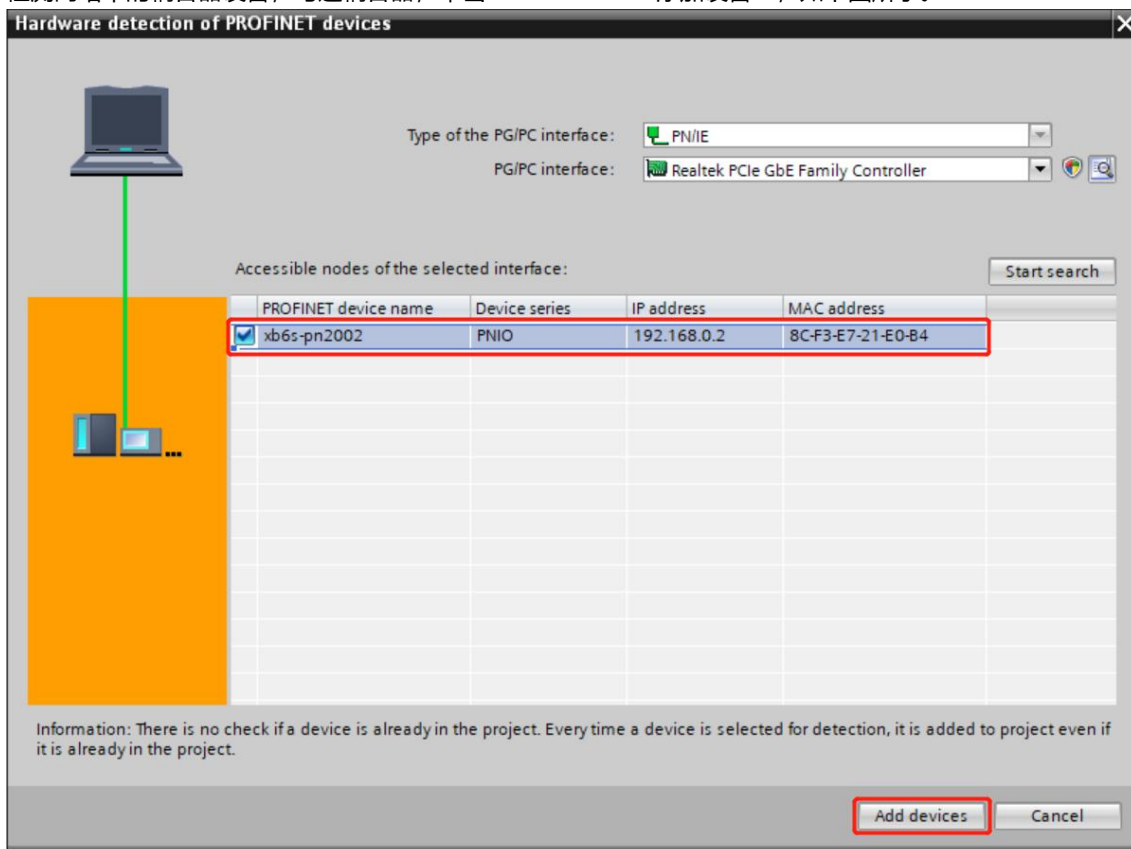 Hardware detection of PROFINET devices
Type of the PG/PC interface: PN/IE
PG/PC interface: Realtek PCIe GbE Family Controller
Accessible nodes of the selected interface:
Start search
PROFINET device name Device series IP address MAC address
xb6s-pn2002 PNIO 192.168.0.2 8C-F3-E7-21-E0-B4
Information: There is no check if a device is already in the project. Every time a device is selected for detection, it is added to project even if
it is already in the project.
Add devices Cancel